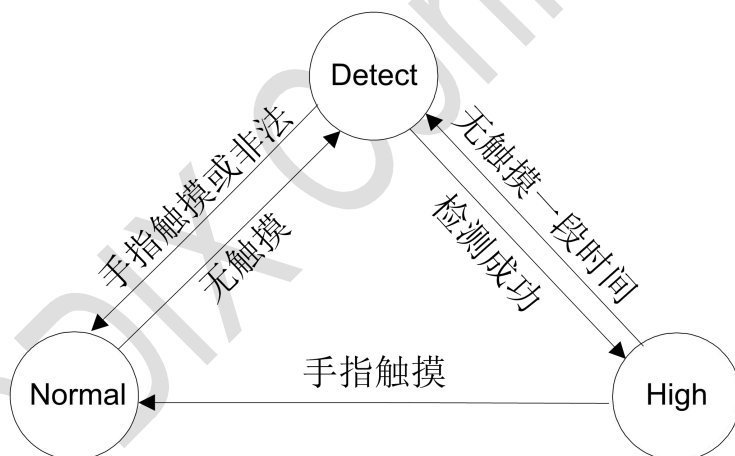 Detect
手指触摸或非法
无触摸
无触摸一段时间
检测成功
手指触摸
Normal
High